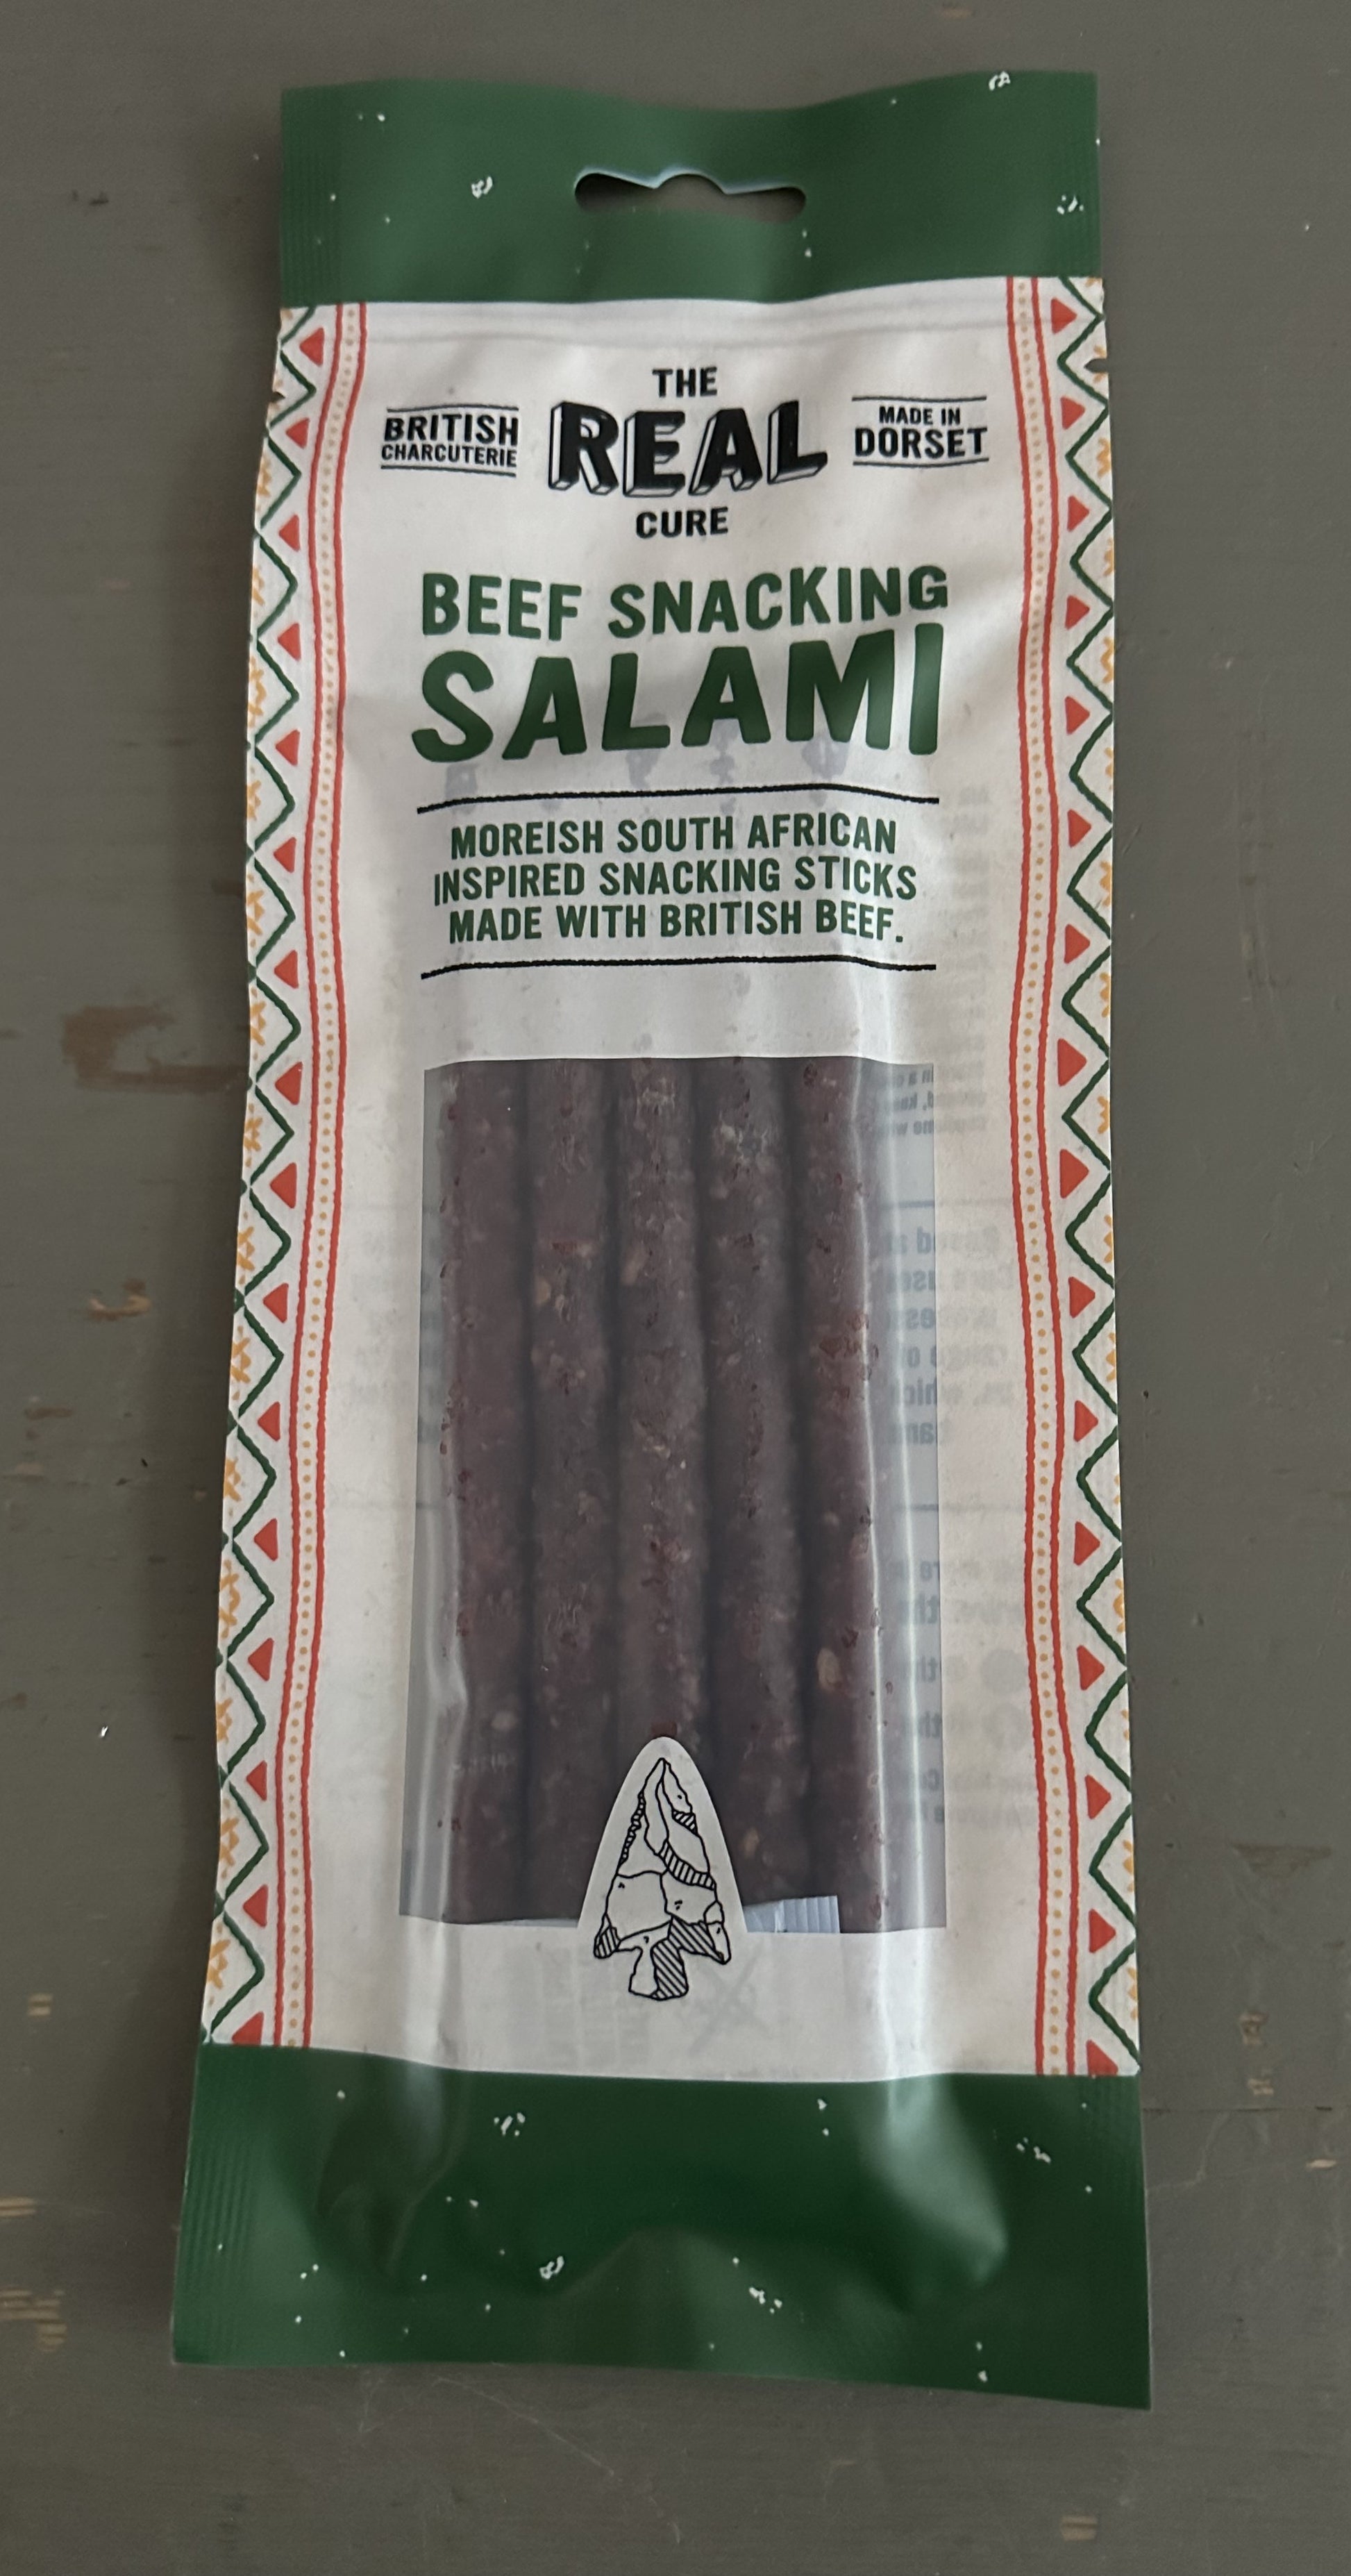 THE
BRITISH
CHARCUTERIE
REAL
MADE IN
DORSET
CURE
BEEF SNACKING
SALAMI
MOREISH SOUTH AFRICAN
INSPIRED SNACKING STICKS
MADE WITH BRITISH BEEF.